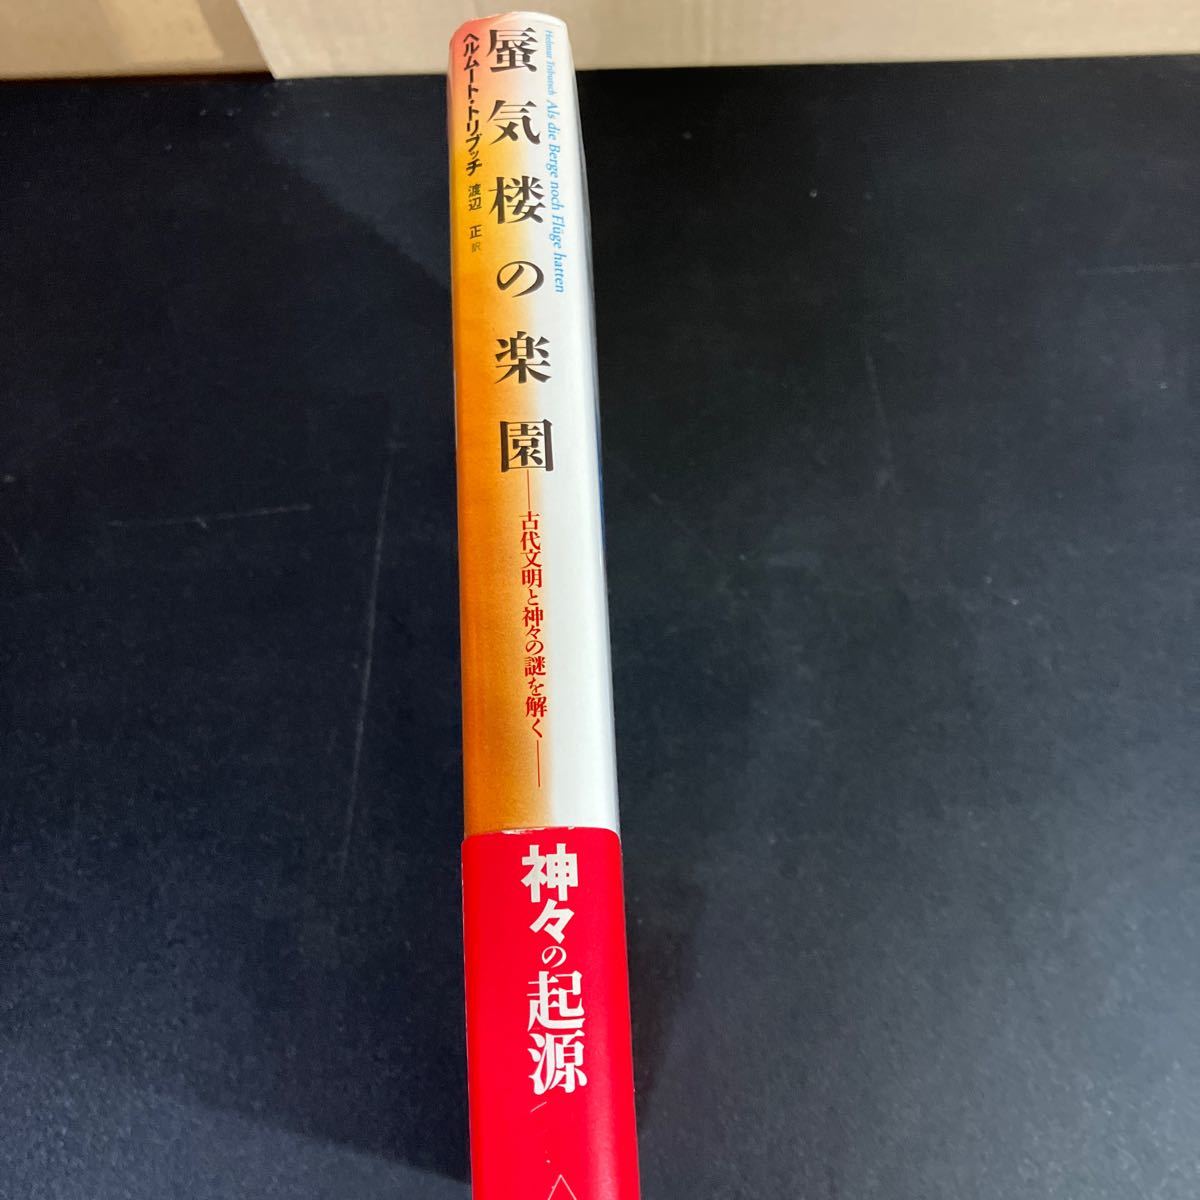 Helmut Tributsch Als die Berge noch Flüge hatten
蜃気楼の楽園
ヘルムート・トリブッチ 渡辺 正 訳
――古代文明と神々の謎を解く――
神々の起源